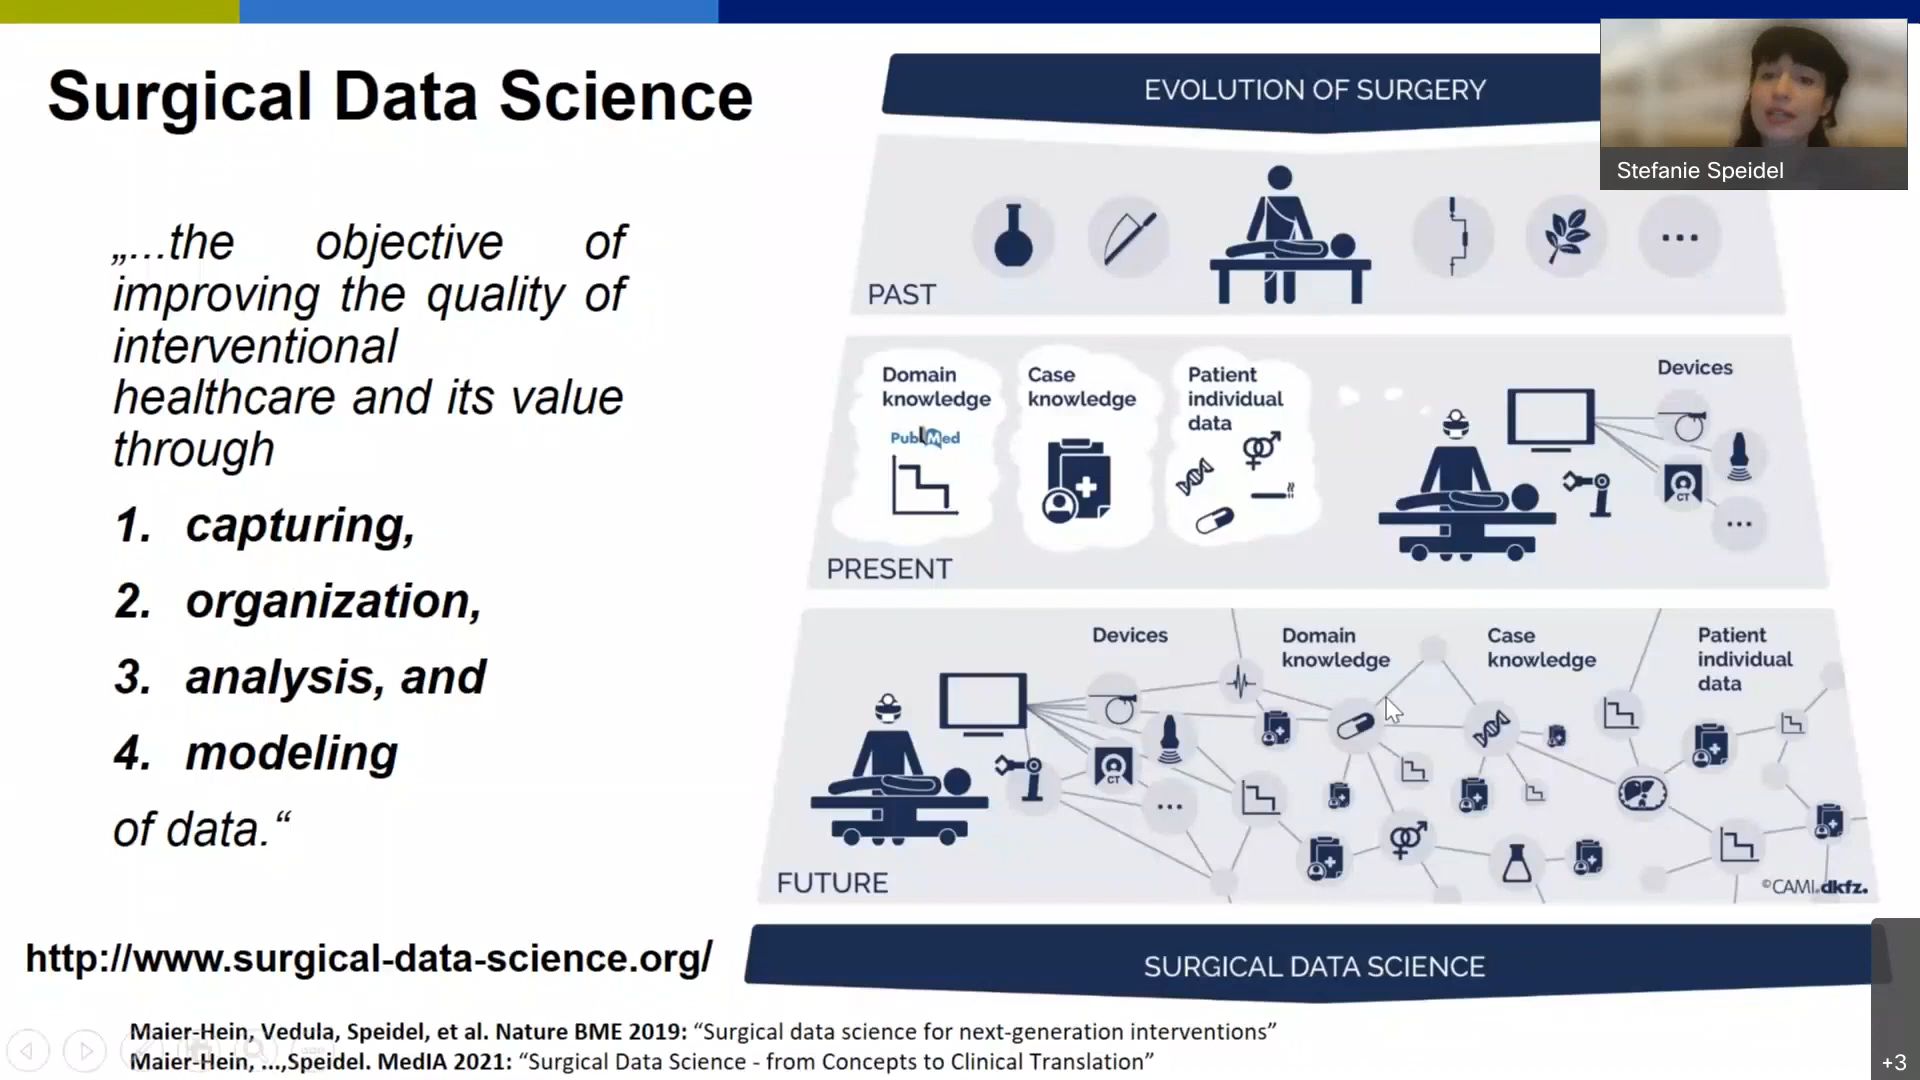 Surgical Data Science
„...the objective of
improving the quality of
interventional
healthcare and its value
through
1. capturing,
2. organization,
3. analysis, and
4. modeling
of data.“
http://www.surgical-data-science.org/
EVOLUTION OF SURGERY
PAST
Domain
knowledge
PubMed
Case
knowledge
Patient
individual
data
Devices
CT
PRESENT
Devices
Domain
knowledge
Case
knowledge
Patient
individual
data
CT
FUTURE
©CAMI.dkfz.
SURGICAL DATA SCIENCE
Maier-Hein, Vedula, Speidel, et al. Nature BME 2019: “Surgical data science for next-generation interventions”
Maier-Hein, ...,Speidel. MedIA 2021: “Surgical Data Science - from Concepts to Clinical Translation”
Stefanie Speidel
+3